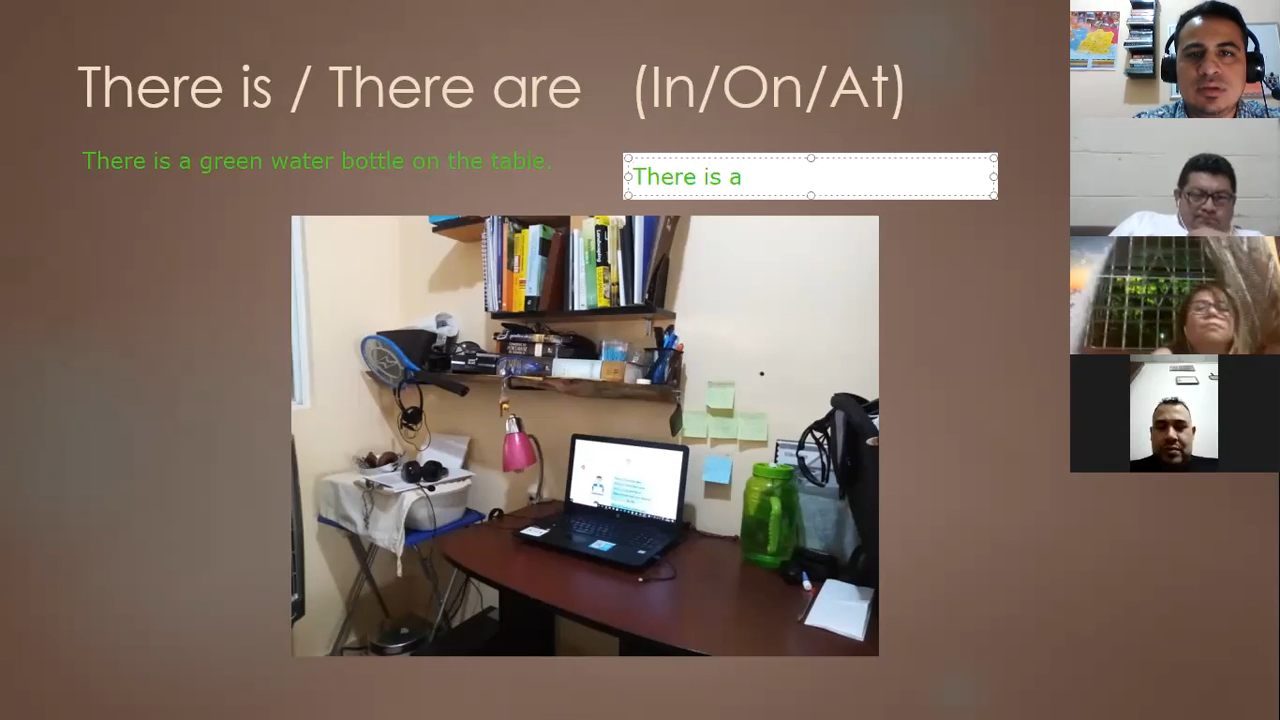 There is / There are (In/On/At)
There is a green water bottle on the table.
There is a